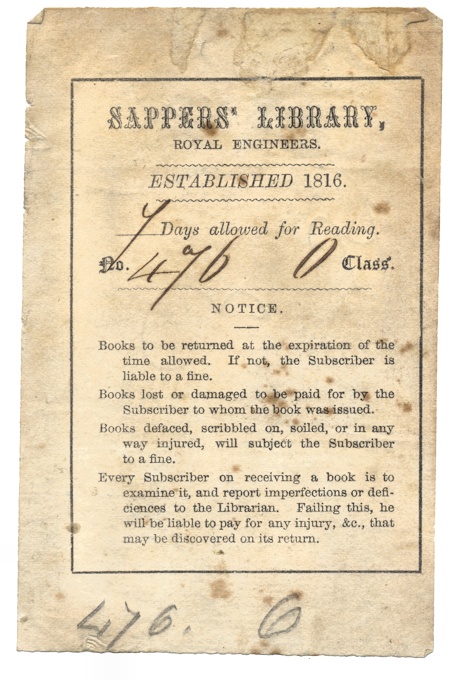 SAPPERS' LIBRARY,
ROYAL ENGINEERS.
ESTABLISHED 1816.
7 Days allowed for Reading.
No. 476 O Class.
NOTICE.
Books to be returned at the expiration of the
time allowed. If not, the Subscriber is
liable to a fine.
Books lost or damaged to be paid for by the
Subscriber to whom the book was issued.
Books defaced, scribbled on, soiled, or in any
way injured, will subject the Subscriber
to a fine.
Every Subscriber on receiving a book is to
examine it, and report imperfections or defi-
ciences to the Librarian. Failing this, he
will be liable to pay for any injury, &c., that
may be discovered on its return.
476. O